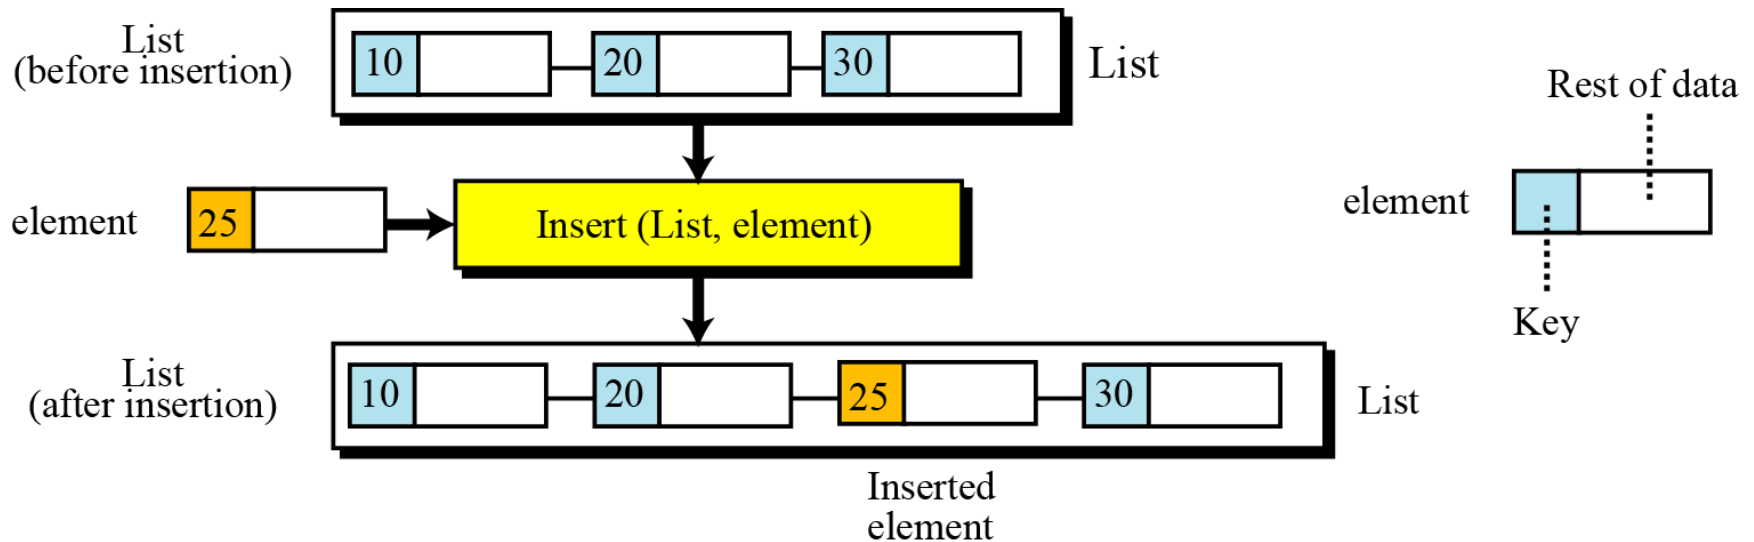 List
(before insertion)
10
20
30
List
Rest of data
element
25
Insert (List, element)
element
Key
List
(after insertion)
10
20
25
30
List
Inserted
element